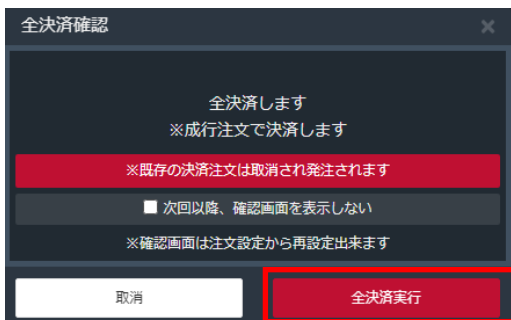 全決済確認
全決済します
※成行注文で決済します
※既存の決済注文は取消され発注されます
次回以降、確認画面を表示しない
※確認画面は注文設定から再設定出来ます
取消
全決済実行